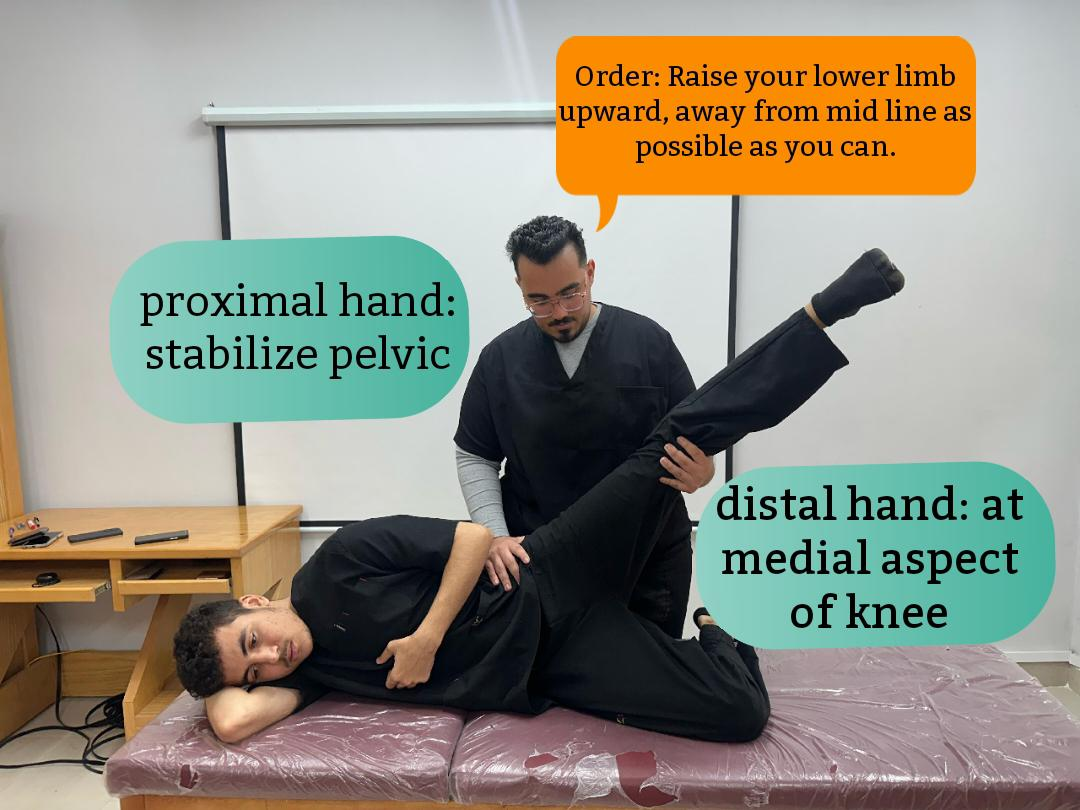 Order: Raise your lower limb
upward, away from mid line as
possible as you can.
proximal hand:
stabilize pelvic
distal hand: at
medial aspect
of knee